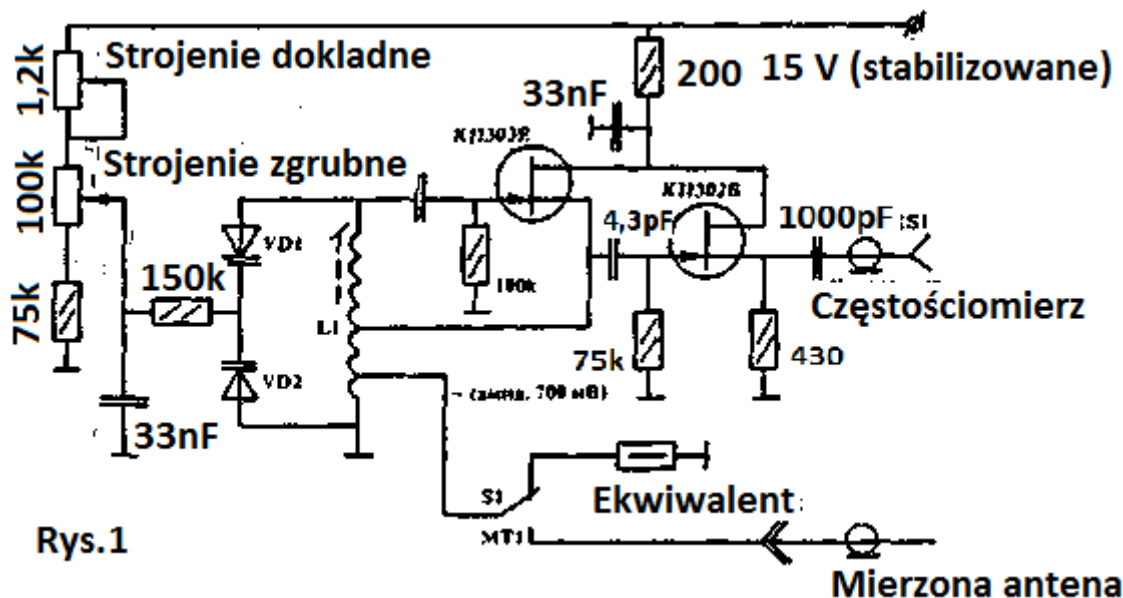 Strojenie dokladne
1,2k
200
15 V (stabilizowane)
33nF
Strojenie zgrubne
100k
VD1
4,3pF
1000pF
S1
150k
L1
100k
Częstościomierz
75k
VD2
75k
430
33nF
S1
Ekwiwalent
Rys.1
Mierzona antena